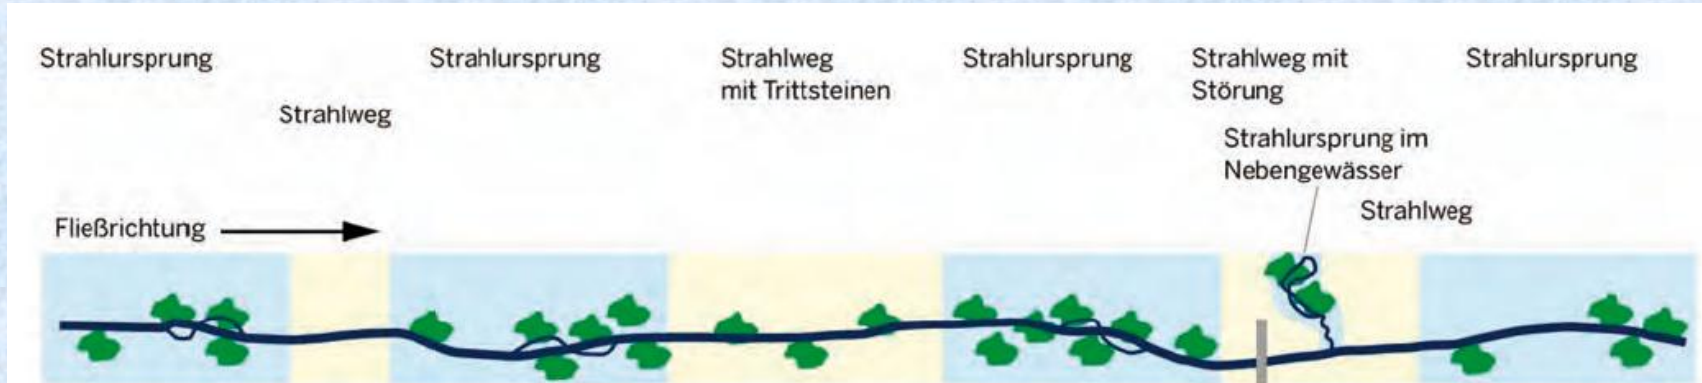 Strahlursprung
Strahlweg
Strahlursprung
Strahlweg
mit Trittsteinen
Strahlursprung
Strahlweg mit
Störung
Strahlursprung im
Nebengewässer
Strahlweg
Strahlursprung
Fließrichtung